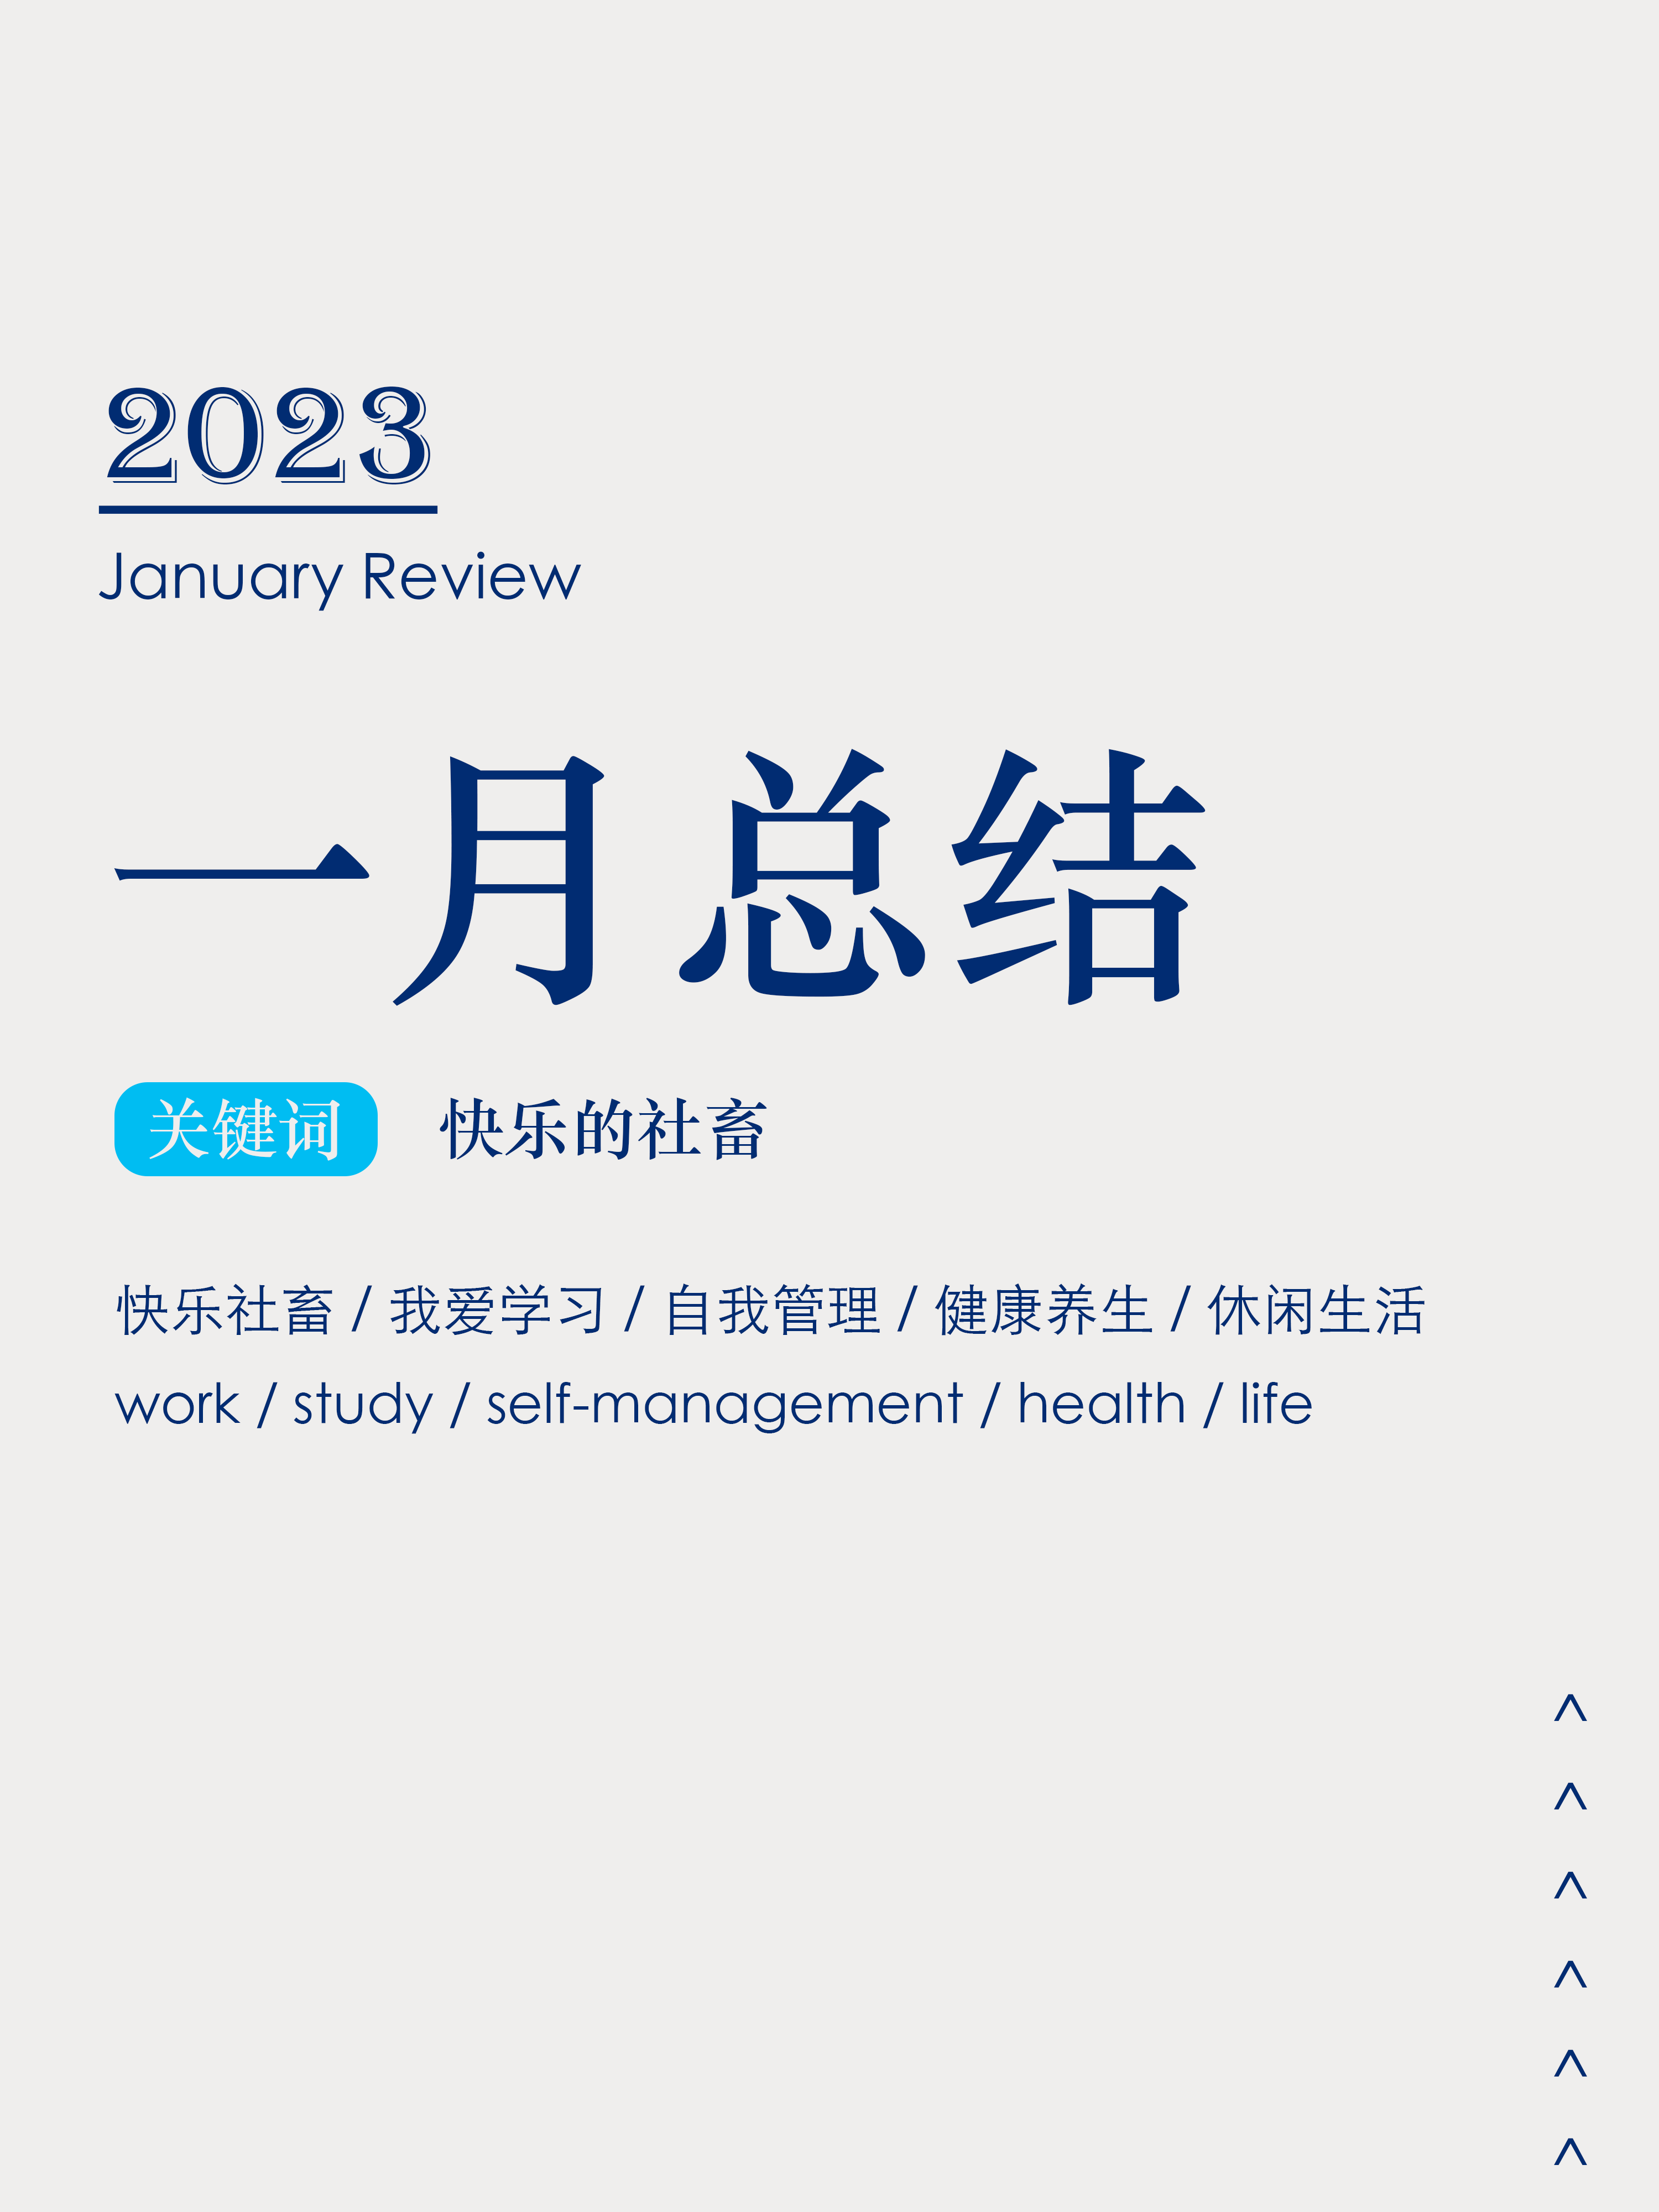 2023
January Review
一月总结
关键词 快乐的社畜
快乐社畜 / 我爱学习 / 自我管理 / 健康养生 / 休闲生活
work / study / self-management / health / life
^
^
^
^
^
^